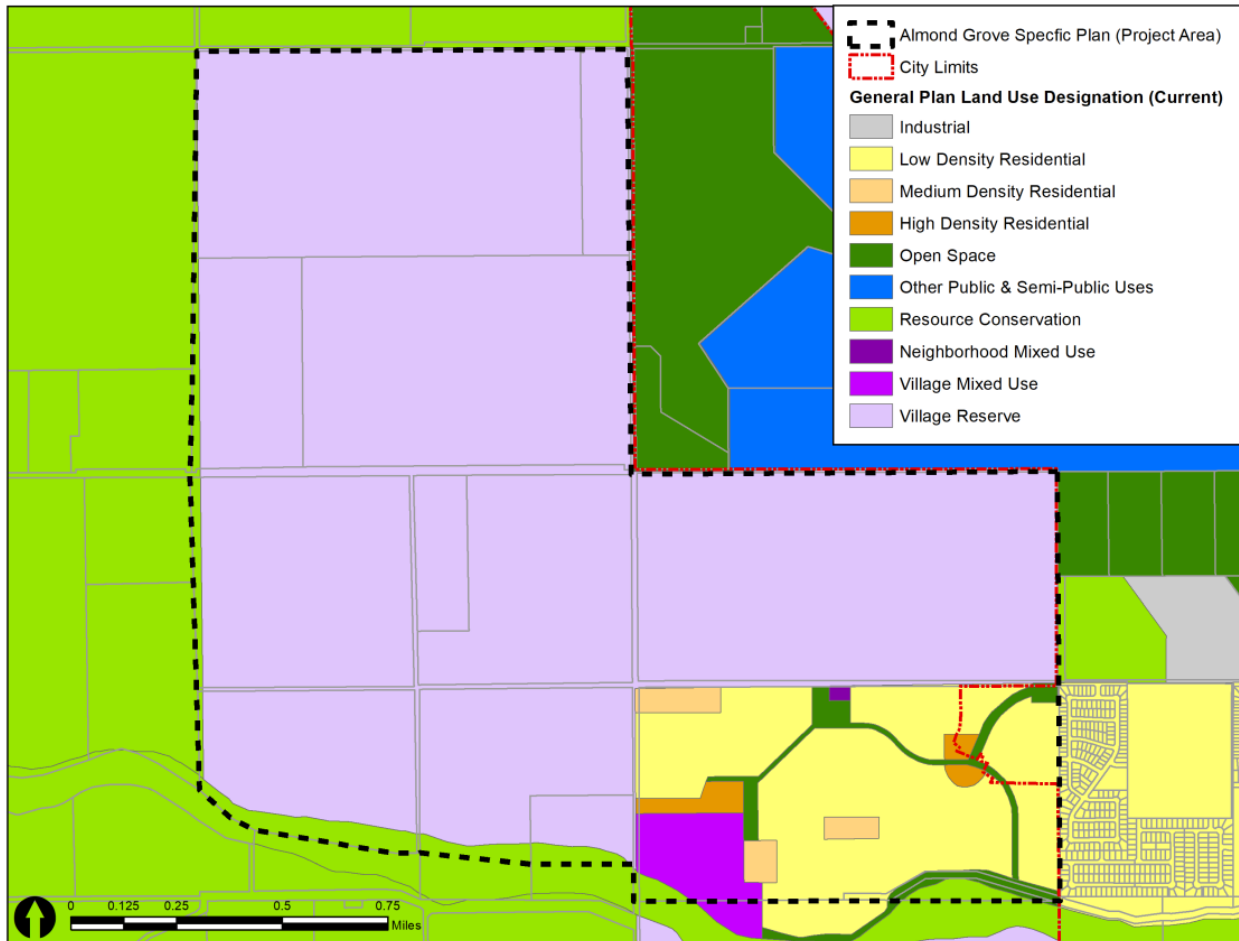 Almond Grove Specfic Plan (Project Area)
City Limits
General Plan Land Use Designation (Current)
Industrial
Low Density Residential
Medium Density Residential
High Density Residential
Open Space
Other Public & Semi-Public Uses
Resource Conservation
Neighborhood Mixed Use
Village Mixed Use
Village Reserve
0 0.125 0.25 0.5 0.75
Miles